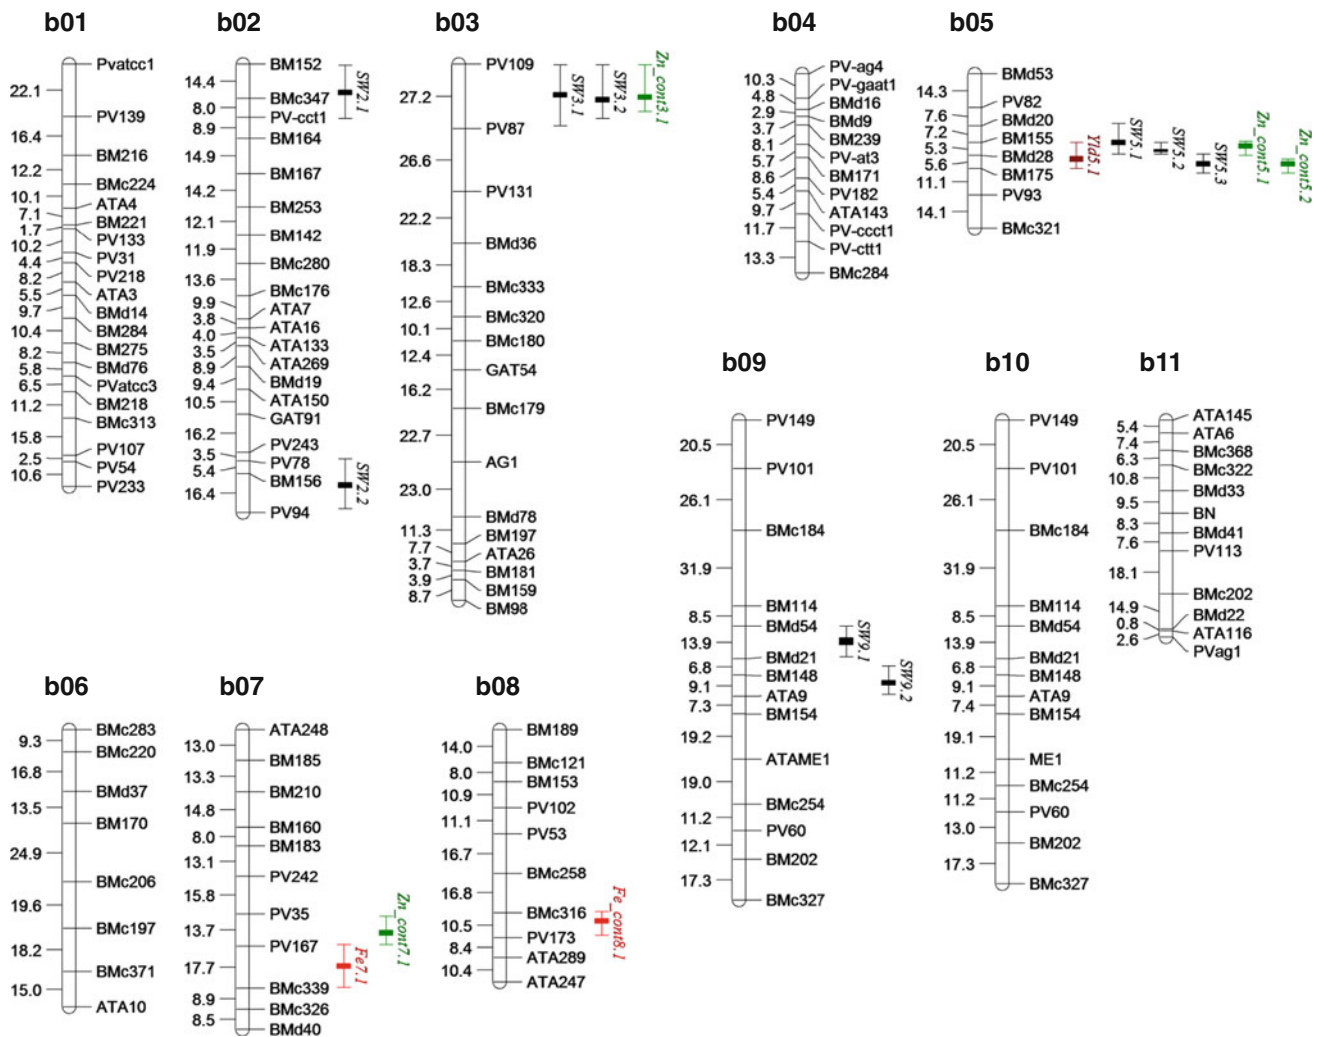 b01
Pvatcc1
22.1
PV139
16.4
BM216
12.2
BMc224
10.1
ATA4
7.1
BM221
1.7
PV133
10.2
PV31
4.4
PV218
8.2
ATA3
5.5
BMd14
9.7
BM284
10.4
BM275
8.2
BMd76
5.8
PVatcc3
6.5
BM218
11.2
BMc313
15.8
PV107
2.5
PV54
10.6
PV233
b02
BM152
14.4
BMc347
8.0
PV-cct1
8.9
BM164
14.9
BM167
14.2
BM253
12.1
BM142
11.9
BMc280
13.6
BMc176
9.9
ATA7
3.8
ATA16
4.0
ATA133
3.5
ATA269
8.9
BMd19
9.4
ATA150
10.5
GAT91
16.2
PV243
3.5
PV78
5.4
BM156
16.4
PV94
SW2.1
SW2.2
b03
PV109
27.2
PV87
26.6
PV131
22.2
BMd36
18.3
BMc333
12.6
BMc320
10.1
BMc180
12.4
GAT54
16.2
BMc179
22.7
AG1
23.0
BMd78
11.3
BM197
7.7
ATA26
3.7
BM181
3.9
BM159
8.7
BM98
SW3.1
SW3.2
Zn_cont3.1
b04
PV-ag4
10.3
PV-gaat1
4.8
BMd16
2.9
BMd9
3.7
BM239
8.1
PV-at3
5.7
BM171
8.6
PV182
5.4
ATA143
9.7
PV-ccct1
11.7
PV-ctt1
13.3
BMc284
b05
BMd53
14.3
PV82
7.6
BMd20
7.2
BM155
5.3
BMd28
5.6
BM175
11.1
PV93
14.1
BMc321
Yld5.1
SW5.1
SW5.2
SW5.3
Zn_cont5.1
Zn_cont5.2
b06
BMc283
9.3
BMc220
16.8
BMd37
13.5
BM170
24.9
BMc206
19.6
BMc197
18.2
BMc371
15.0
ATA10
b07
ATA248
13.0
BM185
13.3
BM210
14.8
BM160
8.0
BM183
13.1
PV242
15.8
PV35
13.7
PV167
17.7
BMc339
8.9
BMc326
8.5
BMd40
Fe7.1
Zn_cont7.1
b08
BM189
14.0
BMc121
8.0
BM153
10.9
PV102
11.1
PV53
16.7
BMc258
16.8
BMc316
10.5
PV173
8.4
ATA289
10.4
ATA247
Fe_cont8.1
b09
PV149
20.5
PV101
26.1
BMc184
31.9
BM114
8.5
BMd54
13.9
BMd21
6.8
BM148
9.1
ATA9
7.3
BM154
19.2
ATAME1
19.0
BMc254
11.2
PV60
12.1
BM202
17.3
BMc327
SW9.1
SW9.2
b10
PV149
20.5
PV101
26.1
BMc184
31.9
BM114
8.5
BMd54
13.9
BMd21
6.8
BM148
9.1
ATA9
7.4
BM154
19.1
ME1
11.2
BMc254
11.2
PV60
13.0
BM202
17.3
BMc327
b11
ATA145
5.4
ATA6
7.4
BMc368
6.3
BMc322
10.8
BMd33
9.5
BN
8.3
BMd41
7.6
PV113
18.1
BMc202
14.9
BMd22
0.8
ATA116
2.6
PVag1